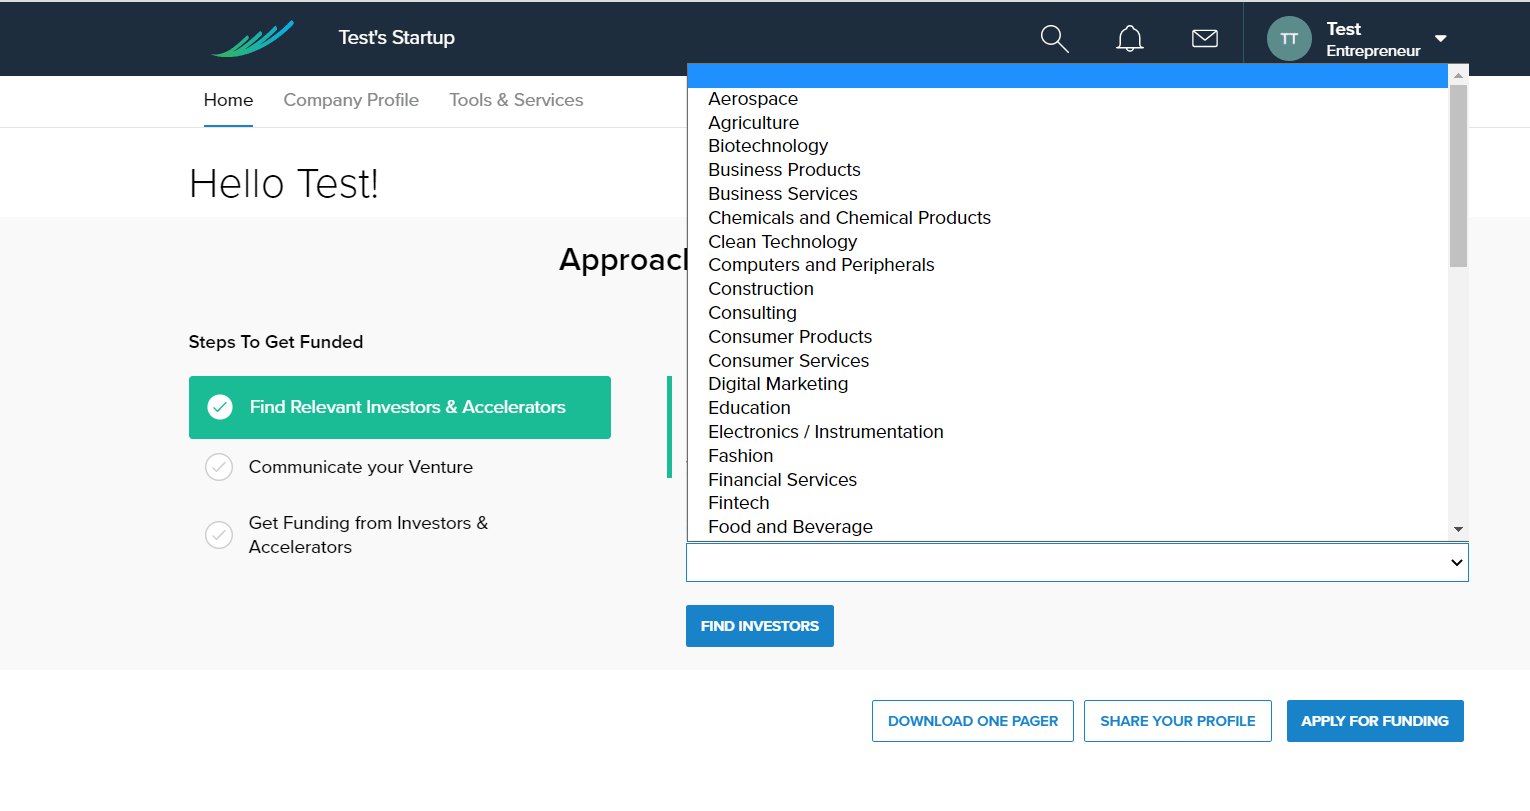 Test's Startup
TT
Test
Entrepreneur
Home
Company Profile
Tools & Services
Hello Test!
Steps To Get Funded
Find Relevant Investors & Accelerators
Communicate your Venture
Get Funding from Investors &
Accelerators
Aerospace
Agriculture
Biotechnology
Business Products
Business Services
Chemicals and Chemical Products
Clean Technology
Computers and Peripherals
Construction
Consulting
Consumer Products
Consumer Services
Digital Marketing
Education
Electronics / Instrumentation
Fashion
Financial Services
Fintech
Food and Beverage
FIND INVESTORS
DOWNLOAD ONE PAGER
SHARE YOUR PROFILE
APPLY FOR FUNDING